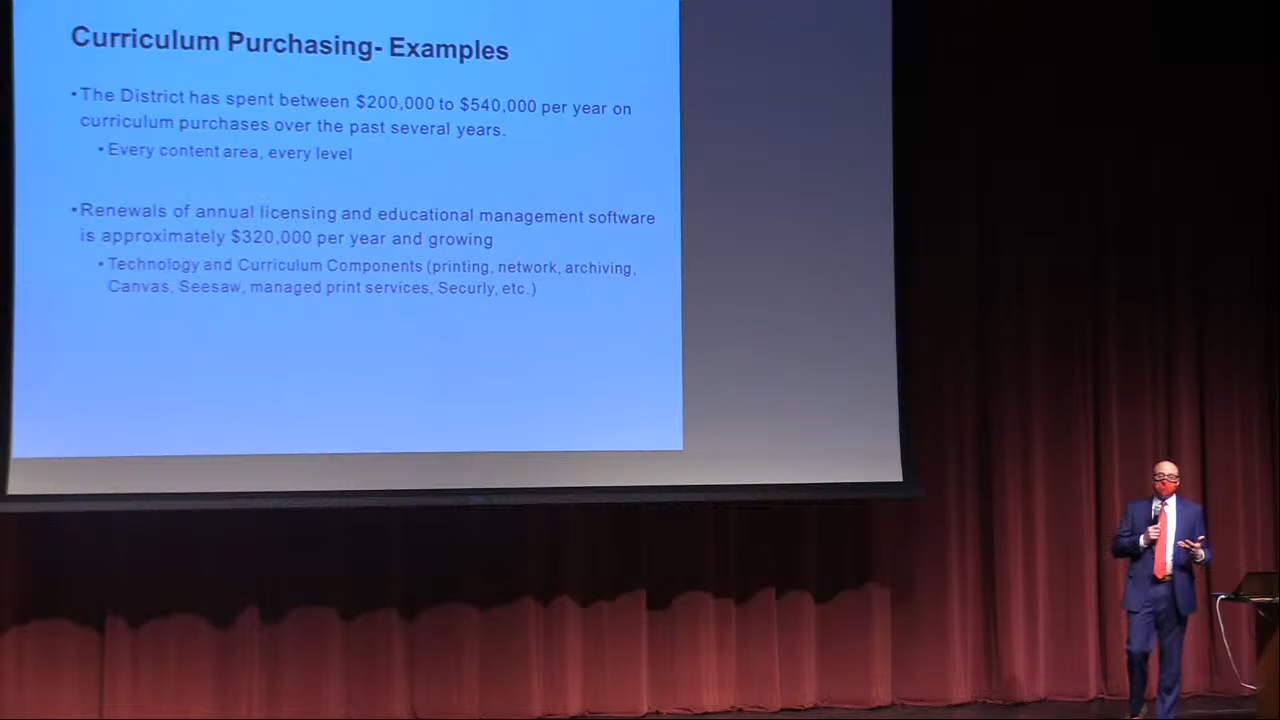 Curriculum Purchasing- Examples
•The District has spent between $200,000 to $540,000 per year on
curriculum purchases over the past several years.
•Every content area, every level
•Renewals of annual licensing and educational management software
is approximately $320,000 per year and growing
•Technology and Curriculum Components (printing, network, archiving,
Canvas, Seesaw, managed print services, Securly, etc.)